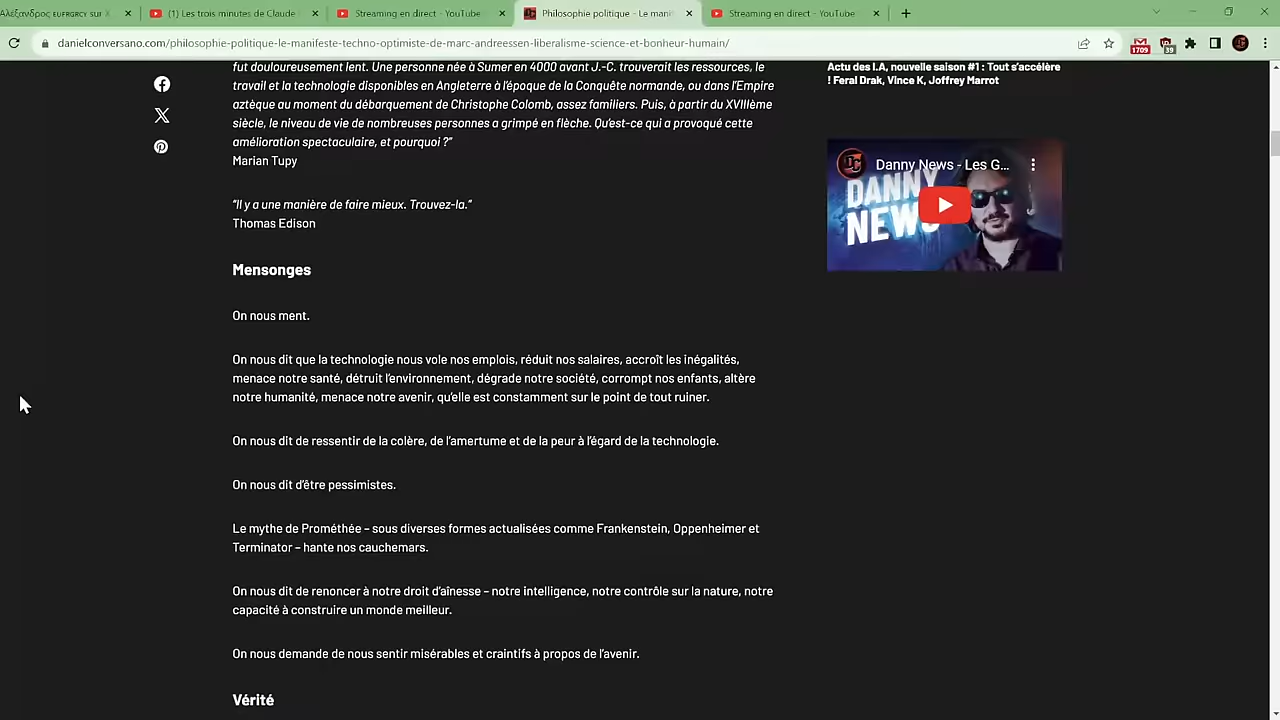 Αλέξανδρος ᴇᴜғʀɢʀᴄʏ sur X
(1) Les trois minutes de Claude
Streaming en direct - YouTube
Philosophie politique - Le mani
Streaming en direct - YouTube
danielconversano.com/philosophie-politique-le-manifeste-techno-optimiste-de-marc-andreessen-liberalisme-science-et-bonheur-humain/
1709
39
fut douloureusement lent. Une personne née à Sumer en 4000 avant J.-C. trouverait les ressources, le
travail et la technologie disponibles en Angleterre à l'époque de la Conquête normande, ou dans l'Empire
aztèque au moment du débarquement de Christophe Colomb, assez familiers. Puis, à partir du XVIIIème
siècle, le niveau de vie de nombreuses personnes a grimpé en flèche. Qu'est-ce qui a provoqué cette
amélioration spectaculaire, et pourquoi ?"
Marian Tupy
"Il y a une manière de faire mieux. Trouvez-la."
Thomas Edison
Mensonges
On nous ment.
On nous dit que la technologie nous vole nos emplois, réduit nos salaires, accroît les inégalités,
menace notre santé, détruit l'environnement, dégrade notre société, corrompt nos enfants, altère
notre humanité, menace notre avenir, qu'elle est constamment sur le point de tout ruiner.
On nous dit de ressentir de la colère, de l'amertume et de la peur à l'égard de la technologie.
On nous dit d'être pessimistes.
Le mythe de Prométhée – sous diverses formes actualisées comme Frankenstein, Oppenheimer et
Terminator – hante nos cauchemars.
On nous dit de renoncer à notre droit d'aînesse – notre intelligence, notre contrôle sur la nature, notre
capacité à construire un monde meilleur.
On nous demande de nous sentir misérables et craintifs à propos de l'avenir.
Vérité
Actu des I.A, nouvelle saison #1 : Tout s'accélère
! Feral Drak, Vince K, Joffrey Marrot
Danny News - Les G...
DANNY
NEWS